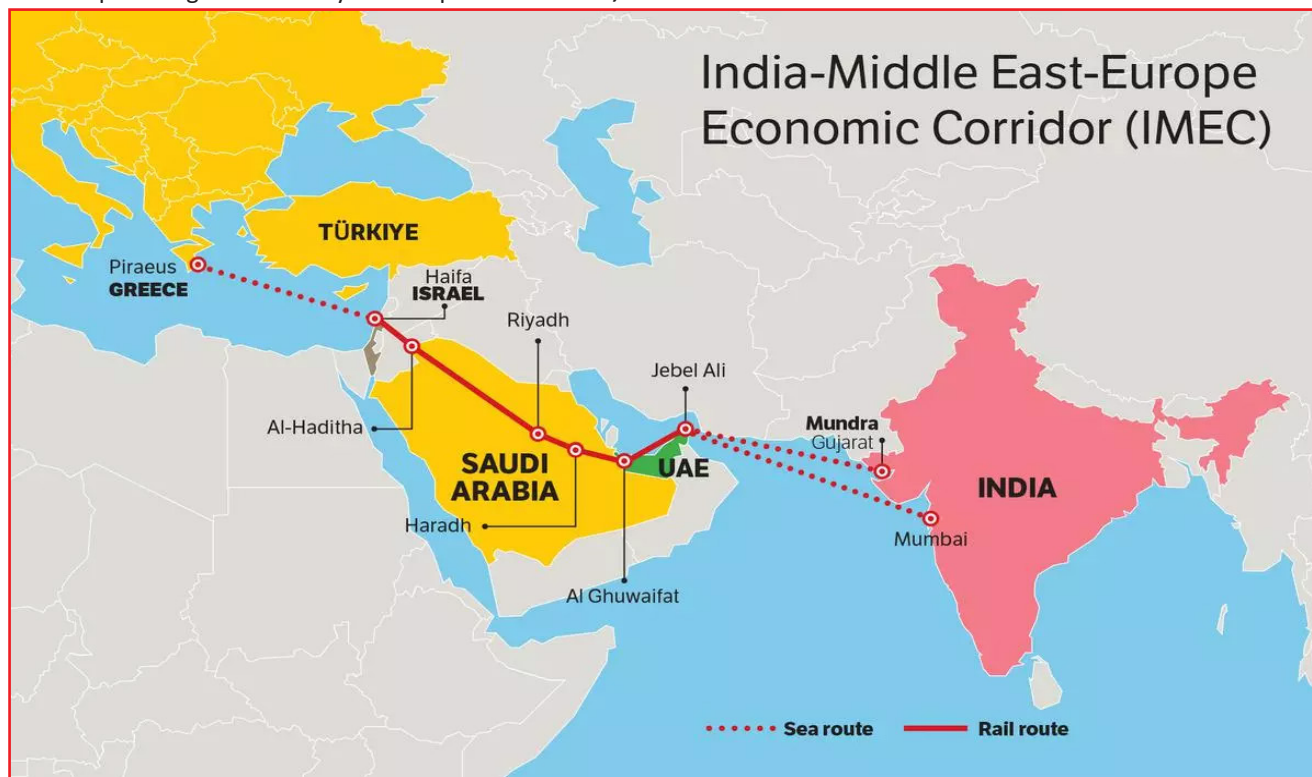 India-Middle East-Europe
Economic Corridor (IMEC)
TÜRKIYE
Piraeus
GREECE
Haifa
ISRAEL
Riyadh
Jebel Ali
Al-Haditha
Mundra
Gujarat
SAUDI
ARABIA
UAE
INDIA
Haradh
Mumbai
Al Ghuwaifat
Sea route
Rail route